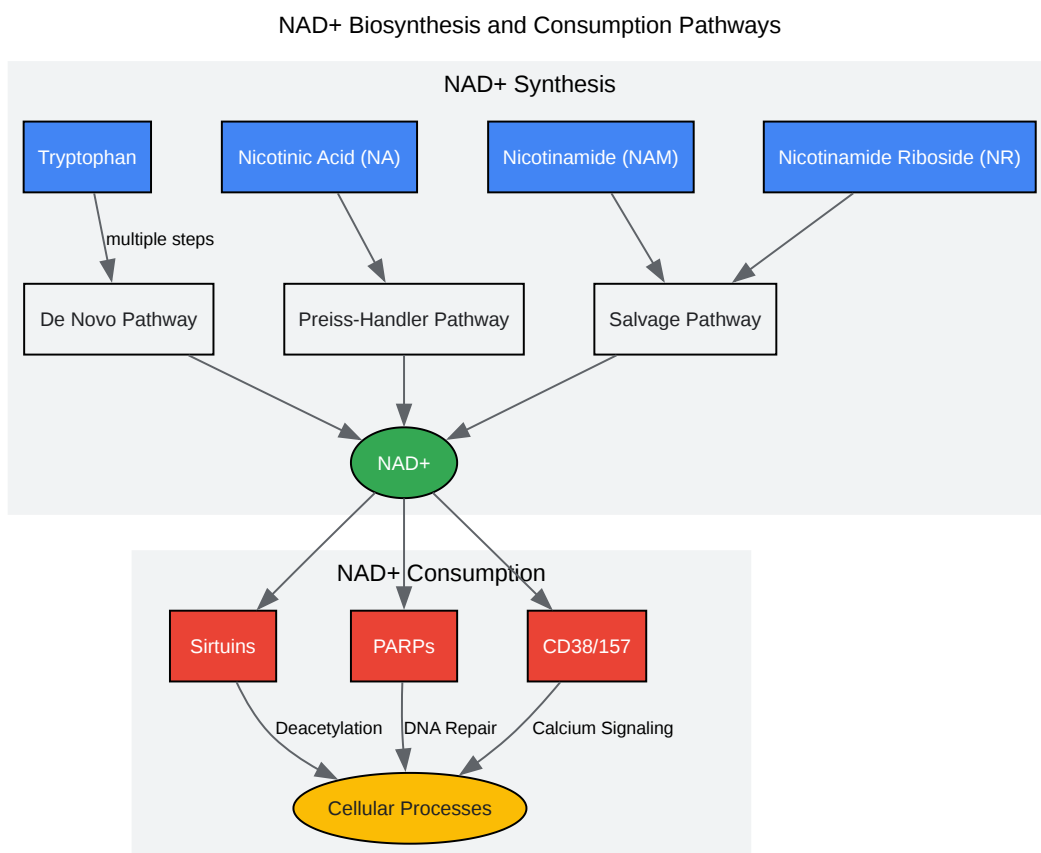 NAD+ Biosynthesis and Consumption Pathways
NAD+ Synthesis
Tryptophan
Nicotinic Acid (NA)
Nicotinamide (NAM)
Nicotinamide Riboside (NR)
multiple steps
De Novo Pathway
Preiss-Handler Pathway
Salvage Pathway
NAD+
NAD+ Consumption
Sirtuins
PARPs
CD38/157
Deacetylation
DNA Repair
Calcium Signaling
Cellular Processes